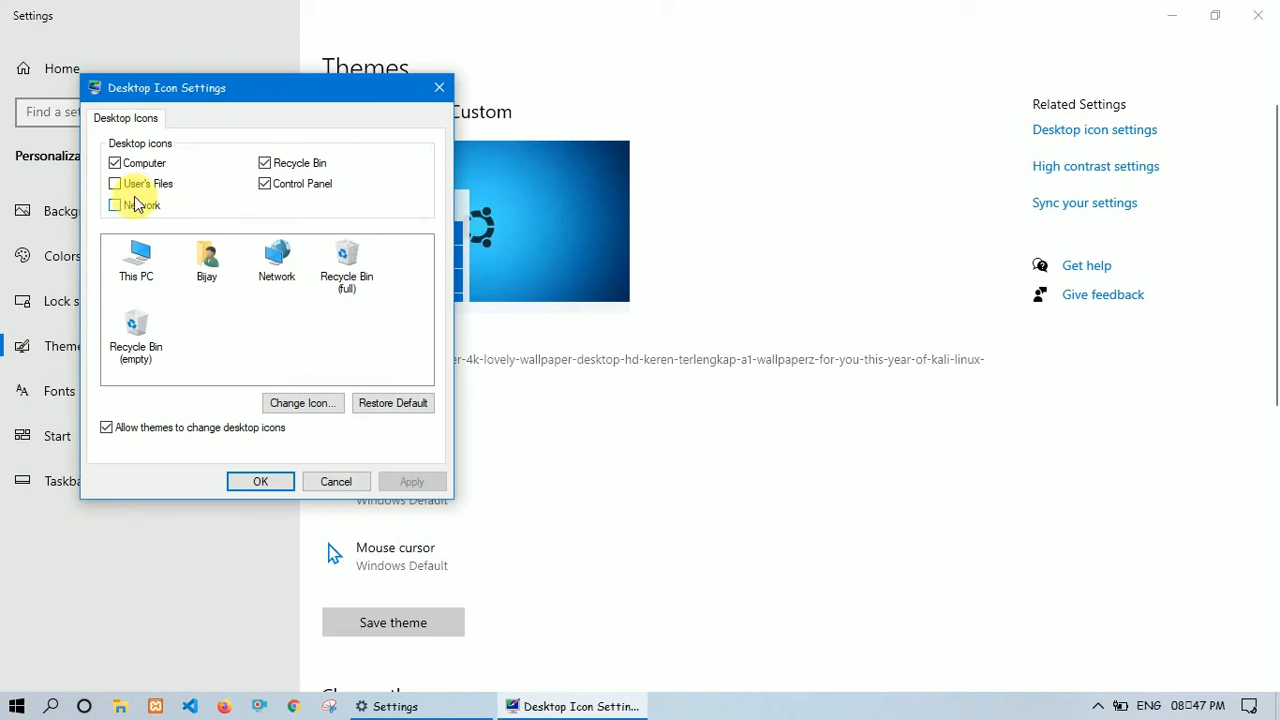 Settings
Home
Find a set
Personaliza
Backg
Colors
Lock s
Theme
Fonts
Start
Taskba
Themes
Custom
er-4k-lovely-wallpaper-desktop-hd-keren-terlengkap-a1-wallpaperz-for-you-this-year-of-kali-linux-
Windows Default
Mouse cursor
Windows Default
Save theme
Related Settings
Desktop icon settings
High contrast settings
Sync your settings
Get help
Give feedback
Desktop Icon Settings
Desktop Icons
Desktop icons
Computer
Recycle Bin
User's Files
Control Panel
Network
This PC
Bijay
Network
Recycle Bin
(full)
Recycle Bin
(empty)
Change Icon...
Restore Default
Allow themes to change desktop icons
OK
Cancel
Apply
Settings
Desktop Icon Settin...
ENG
08:47 PM